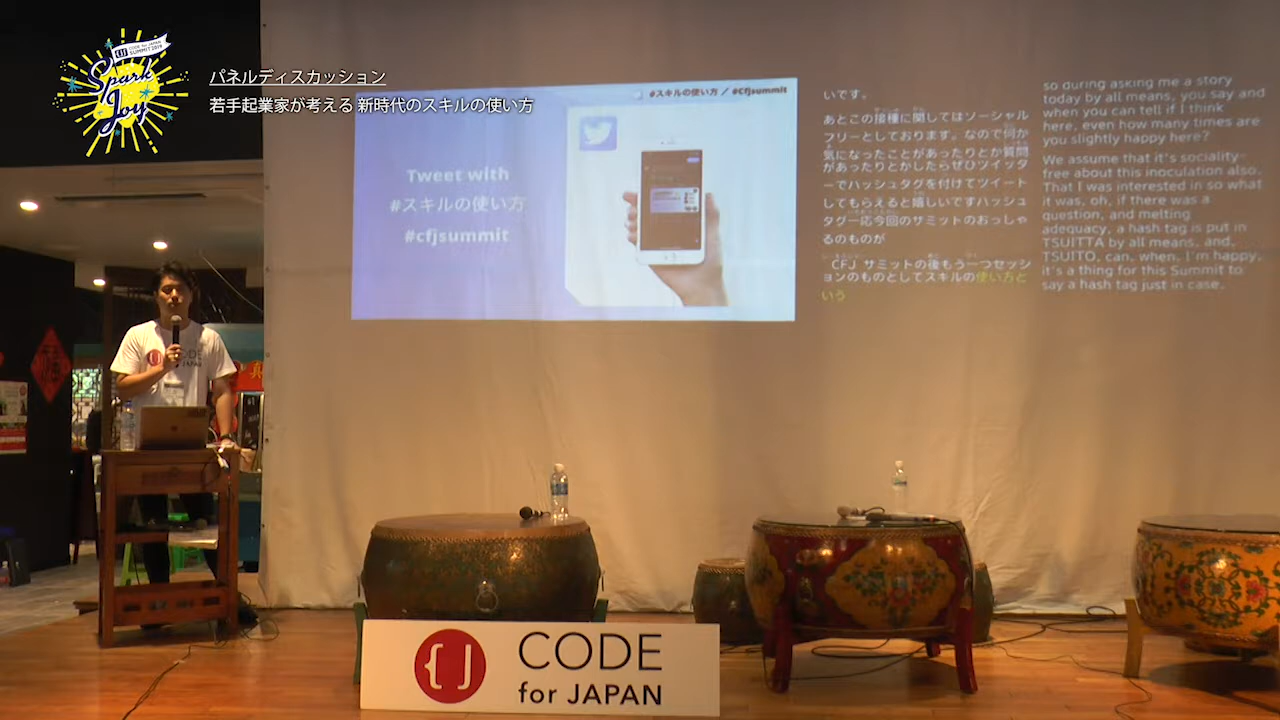 CODE for JAPAN
SUMMIT2019
Spark
Joy
パネルディスカッション
若手起業家が考える 新時代のスキルの使い方
#スキルの使い方 / #cfjsummit
Tweet with
#スキルの使い方
#cfjsummit
いです。
あとこの接種に関してはソーシャル
フリーとしております。なので何か
気になったことがあったりとか質問
があったりとかしたらぜひツイッタ
ーでハッシュタグを付けてツイート
してもらえると嬉しいですハッシュ
タグ一応今回のサミットのおっしゃ
るのものが
CFJ サミットの後もう一つセッシ
ョンのものとしてスキルの使い方と
いう
so during asking me a story
today by all means, you say and
when you can tell if I think
here, even how many times are
you slightly happy here?
We assume that it's sociality-
free about this inoculation also.
That I was interested in so what
it was, oh, if there was a
question, and melting
adequacy, a hash tag is put in
TSUITTA by all means, and,
TSUITO, can, when, I'm happy,
it's a thing for this Summit to
say a hash tag just in case.
CODE
JAPAN
CODE
for JAPAN